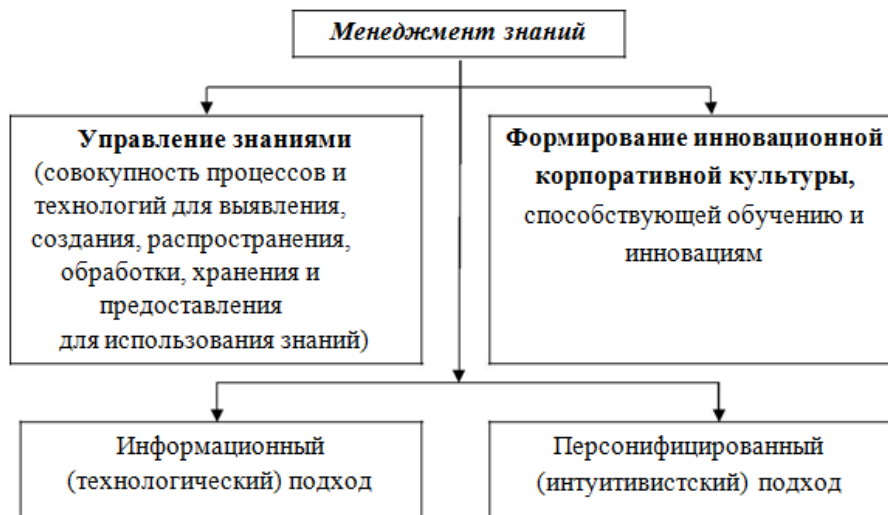 Менеджмент знаний
Управление знаниями
(совокупность процессов и
технологий для выявления,
создания, распространения,
обработки, хранения и
предоставления
для использования знаний)
Формирование инновационной
корпоративной культуры,
способствующей обучению и
инновациям
Информационный
(технологический) подход
Персонифицированный
(интуитивистский) подход